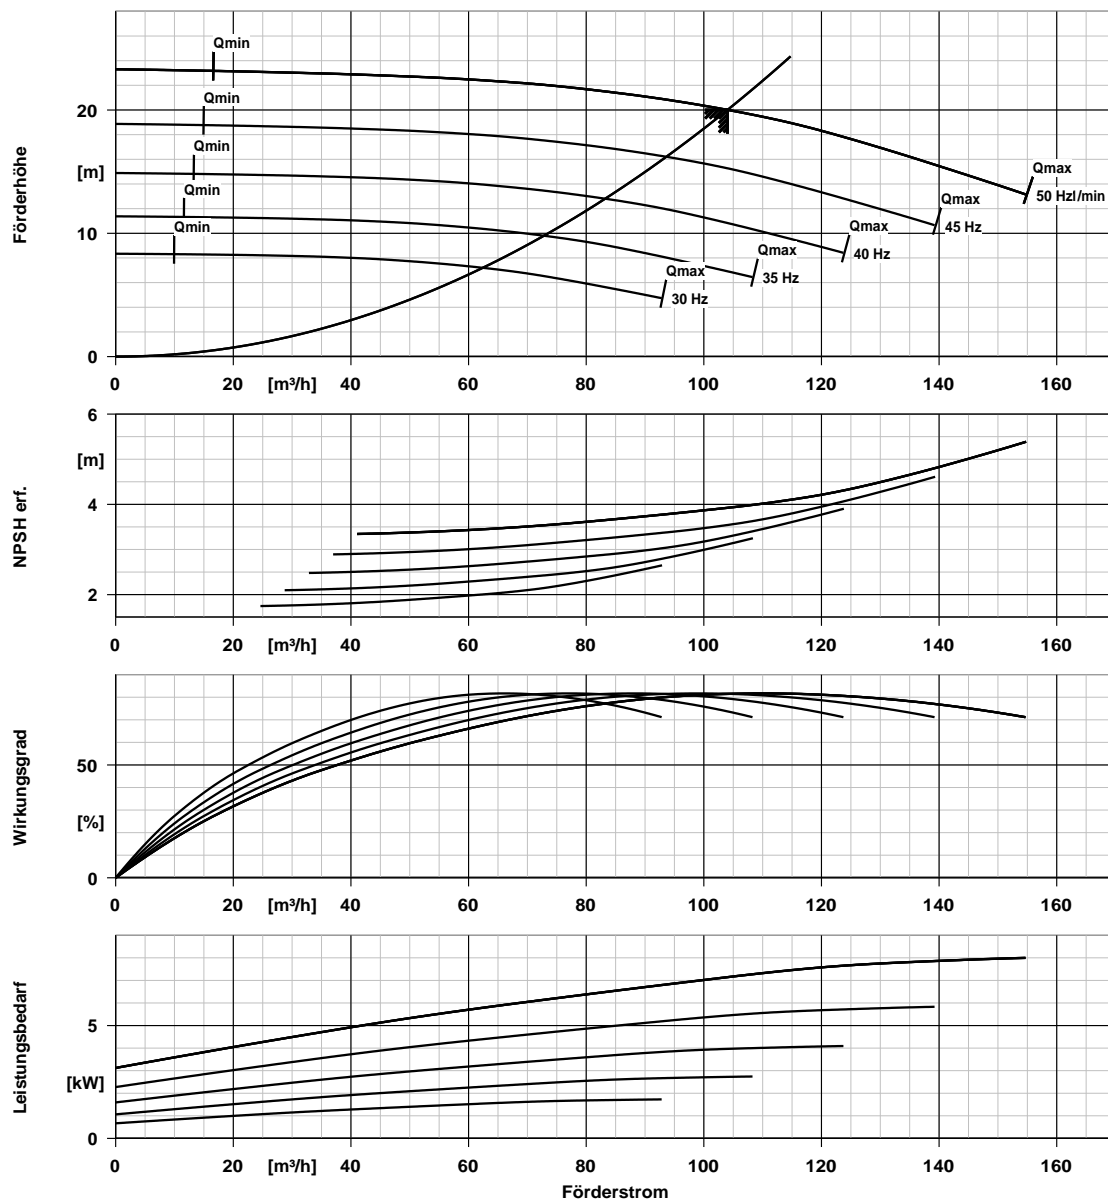 Qmin
Qmin
20
Qmin
[m]
Qmin
Qmax
50 Hzl/min
Förderhöhe
10
Qmin
Qmax
45 Hz
Qmax
40 Hz
Qmax
35 Hz
Qmax
30 Hz
0
0 20 [m³/h] 40 60 80 100 120 140 160
6
[m]
4
NPSH erf.
2
0 20 [m³/h] 40 60 80 100 120 140 160
50
Wirkungsgrad
[%]
0
0 20 [m³/h] 40 60 80 100 120 140 160
5
Leistungsbedarf
[kW]
0
0 20 [m³/h] 40 60 80 100 120 140 160
Förderstrom